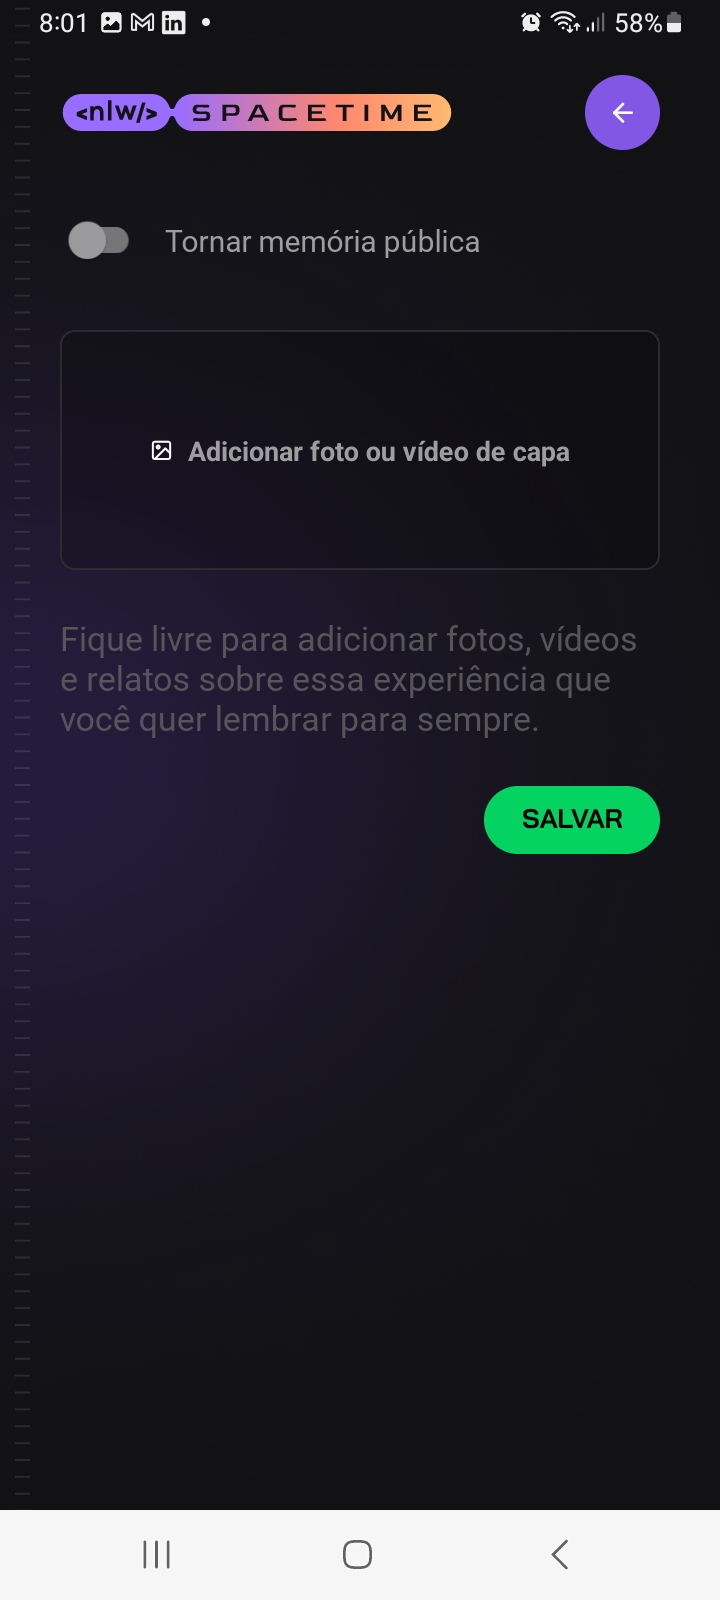 8:01 58%
<nlw/> SPACETIME
Tornar memória pública
Adicionar foto ou vídeo de capa
Fique livre para adicionar fotos, vídeos
e relatos sobre essa experiência que
você quer lembrar para sempre.
SALVAR